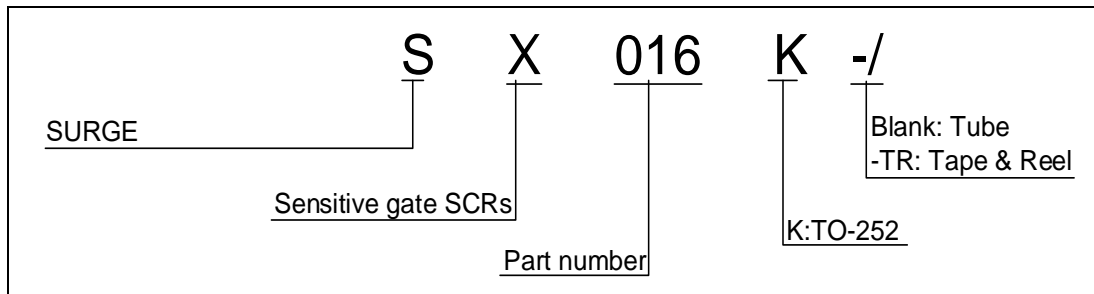 S X 016 K -/
SURGE
Blank: Tube
-TR: Tape & Reel
Sensitive gate SCRs
K:TO-252
Part number